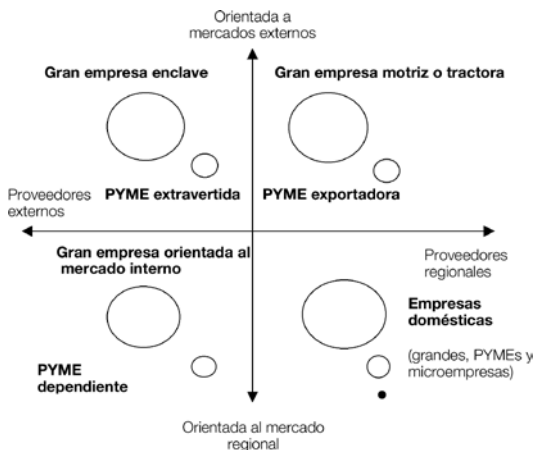 Orientada a
mercados externos
Gran empresa enclave
Gran empresa motriz o tractora
Proveedores
externos
PYME extravertida
PYME exportadora
Gran empresa orientada al
mercado interno
Proveedores
regionales
Empresas
domésticas
(grandes, PYMEs y
microempresas)
PYME
dependiente
Orientada al mercado
regional